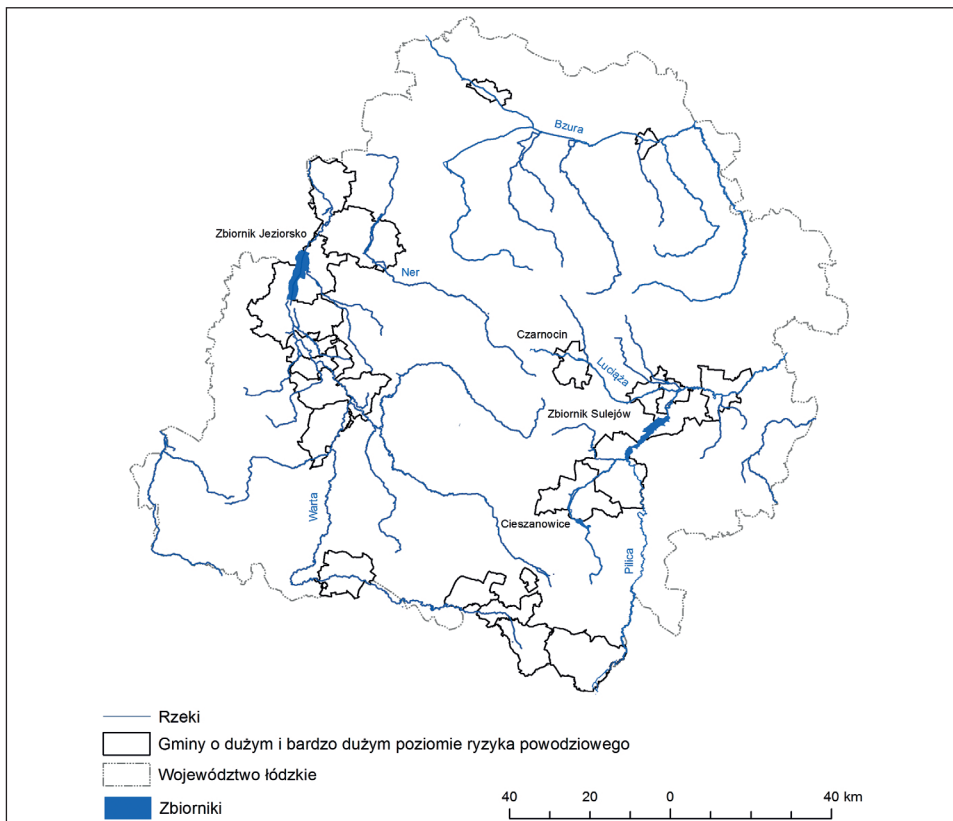 Bzura
Zbiornik Jeziorsko
Ner
Czarnocin
Luciąża
Zbiornik Sulejów
Warta
Cieszanowice
Pilica
Rzeki
Gminy o dużym i bardzo dużym poziomie ryzyka powodziowego
Województwo łódzkie
Zbiorniki
40 20 0 40 km